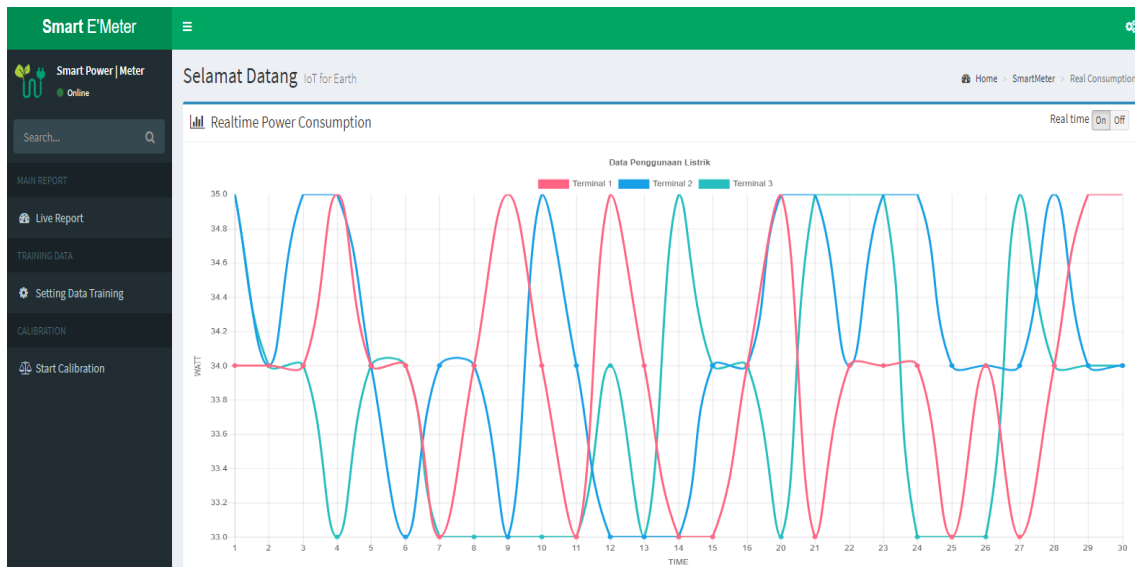 Smart E'Meter
Smart Power | Meter
Online
Search...
MAIN REPORT
Live Report
TRAINING DATA
Setting Data Training
CALIBRATION
Start Calibration
Selamat Datang IoT for Earth
Home > SmartMeter > Real Consumption
Realtime Power Consumption
Real time On Off
Data Penggunaan Listrik
Terminal 1 Terminal 2 Terminal 3
35.0
34.8
34.6
34.4
34.2
34.0
33.8
33.6
33.4
33.2
33.0
WATT
1 2 3 4 5 6 7 8 9 10 11 12 13 14 15 16 20 21 22 23 24 25 26 27 28 29 30
TIME